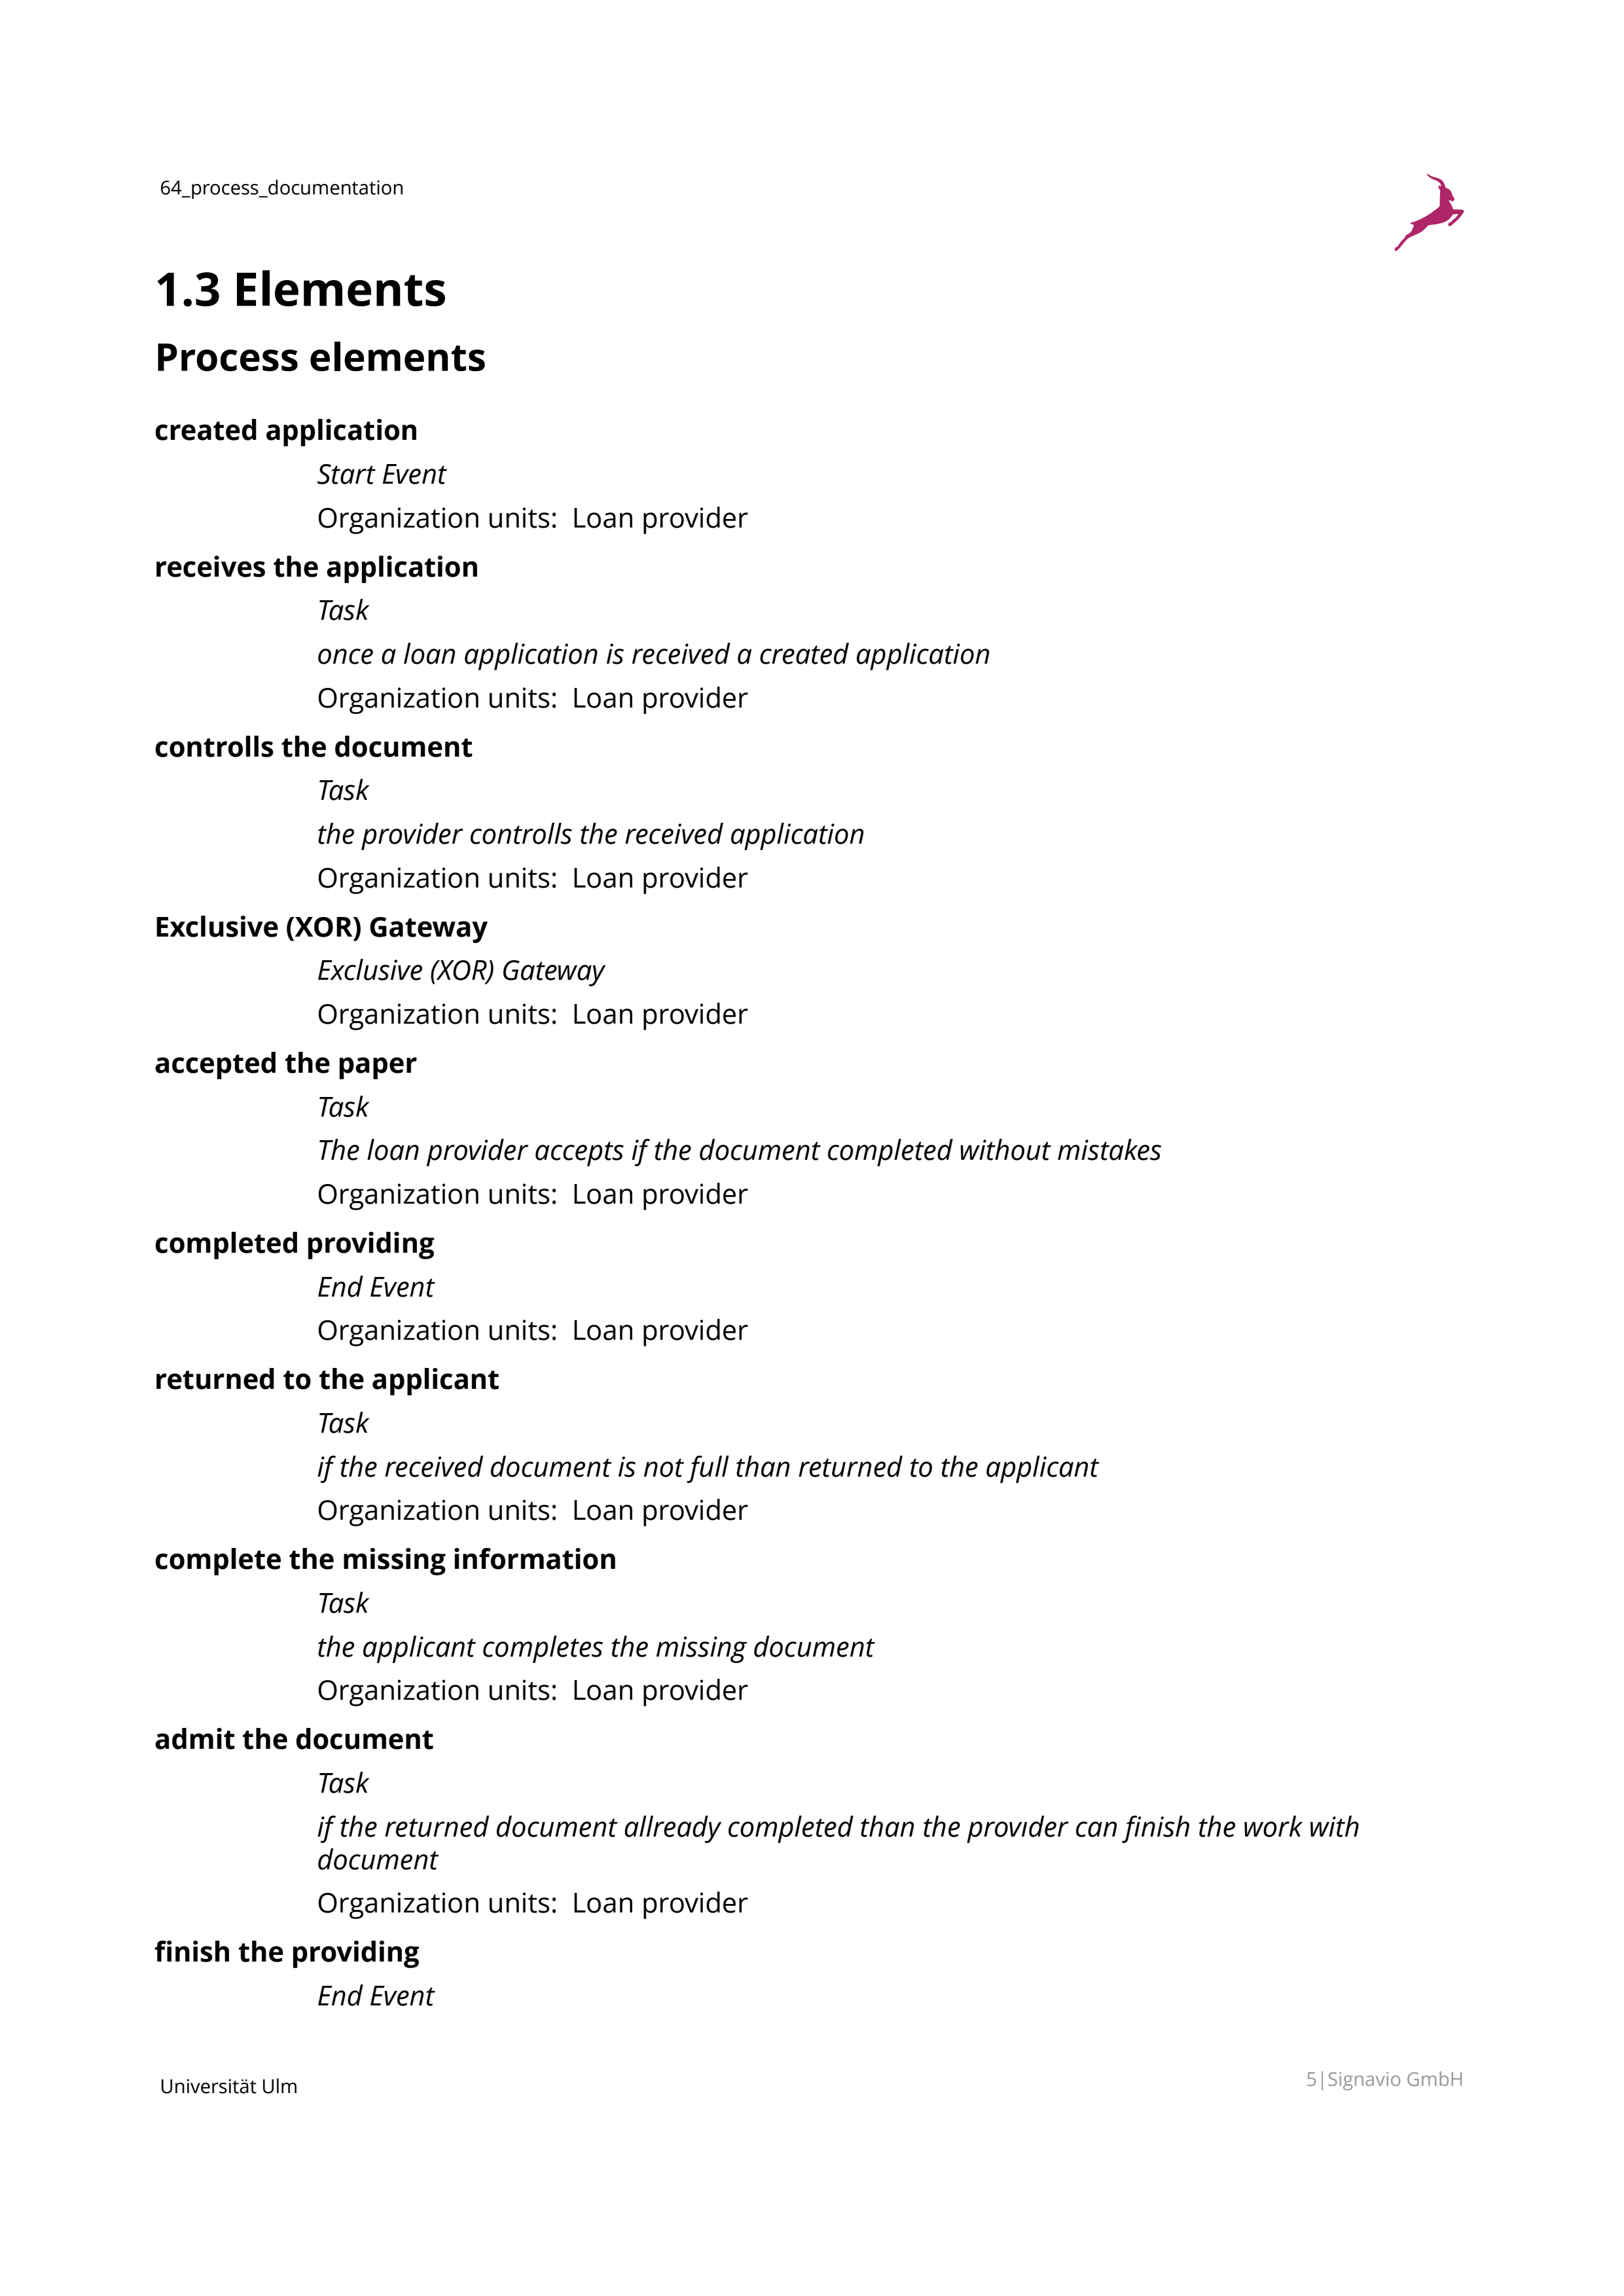 64_process_documentation
1.3 Elements
Process elements
created application
Start Event
Organization units:  Loan provider
receives the application
Task
once a loan application is received a created application
Organization units:  Loan provider
controlls the document
Task
the provider controlls the received application
Organization units:  Loan provider
Exclusive (XOR) Gateway
Exclusive (XOR) Gateway
Organization units:  Loan provider
accepted the paper
Task
The loan provider accepts if the document completed without mistakes
Organization units:  Loan provider
completed providing
End Event
Organization units:  Loan provider
returned to the applicant
Task
if the received document is not full than returned to the applicant
Organization units:  Loan provider
complete the missing information
Task
the applicant completes the missing document
Organization units:  Loan provider
admit the document
Task
if the returned document allready completed than the provıder can finish the work with
document
Organization units:  Loan provider
finish the providing
End Event
Universität Ulm
5|Signavio GmbH